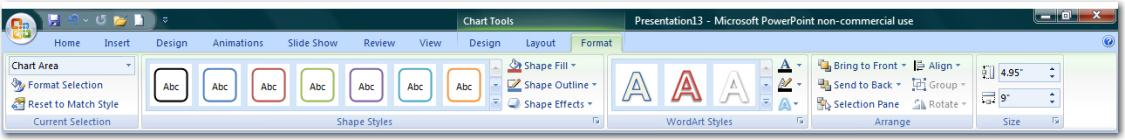 Chart Tools Presentation13 - Microsoft PowerPoint non-commercial use
Home Insert Design Animations Slide Show Review View Design Layout Format
Chart Area
Format Selection
Reset to Match Style
Current Selection
Abc Abc Abc Abc Abc Abc Abc
Shape Fill
Shape Outline
Shape Effects
Shape Styles
A A A
A
A
WordArt Styles
Bring to Front Align
Send to Back Group
Selection Pane Rotate
Arrange
4.95"
9"
Size